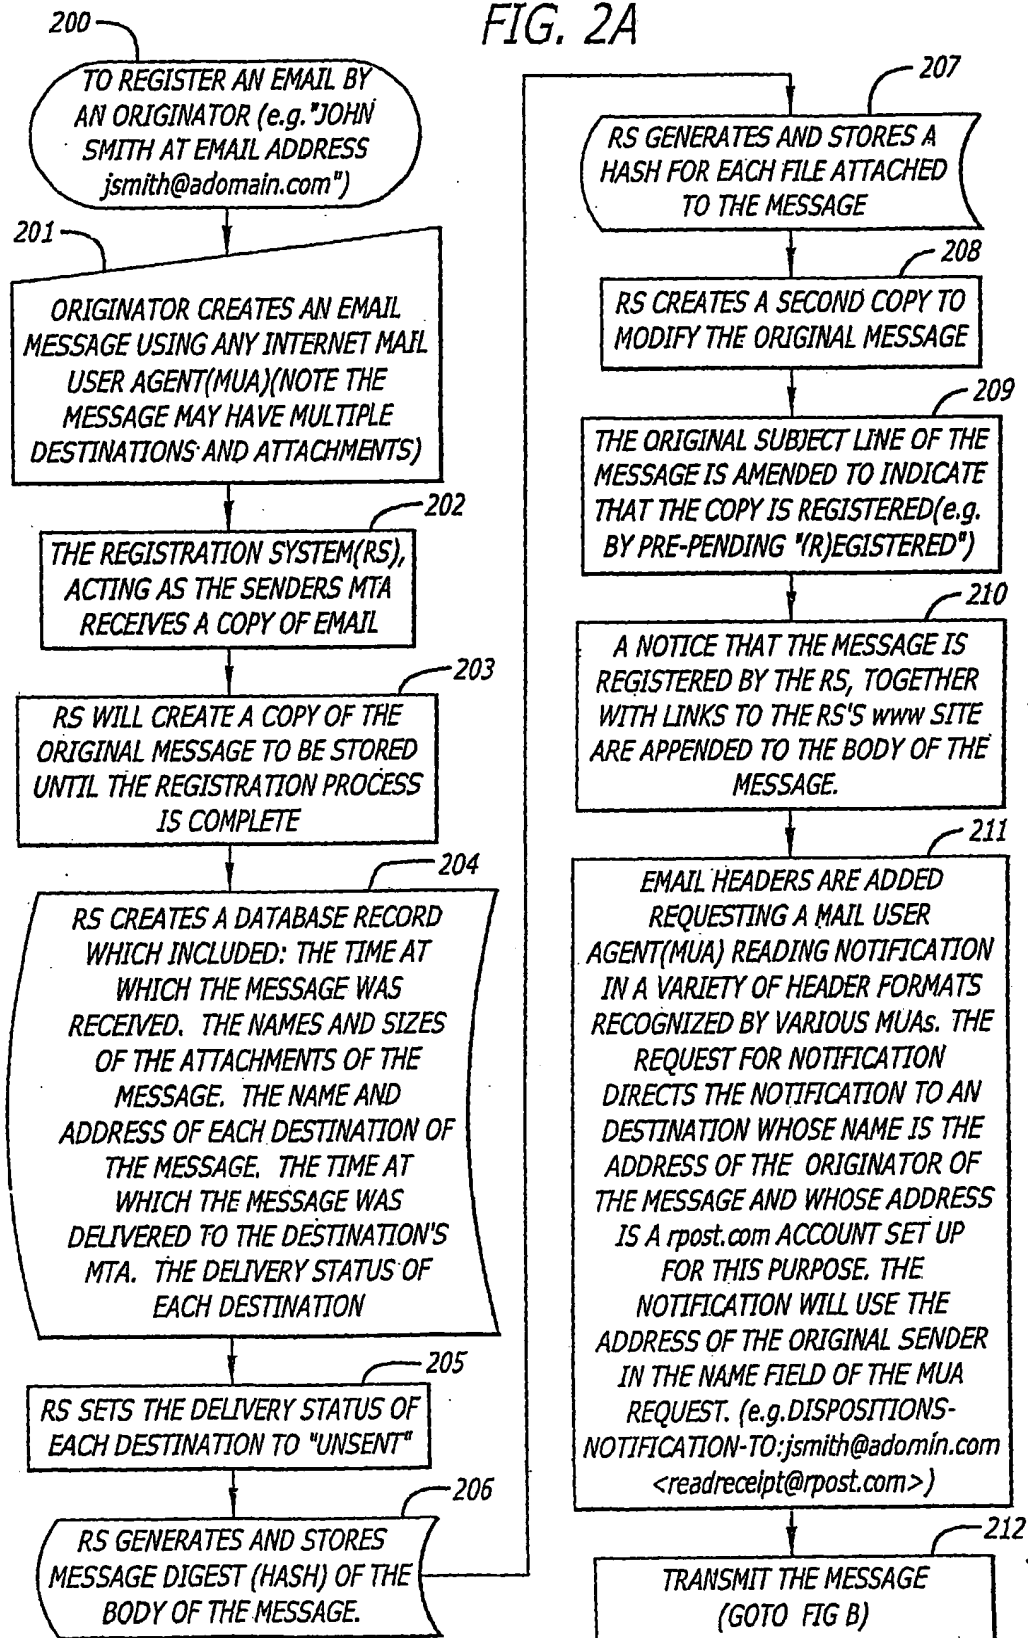 FIG. 2A
200
TO REGISTER AN EMAIL BY
AN ORIGINATOR (e.g. "JOHN
SMITH AT EMAIL ADDRESS
jsmith@adomain.com")
201
ORIGINATOR CREATES AN EMAIL
MESSAGE USING ANY INTERNET MAIL
USER AGENT(MUA)(NOTE THE
MESSAGE MAY HAVE MULTIPLE
DESTINATIONS AND ATTACHMENTS)
202
THE REGISTRATION SYSTEM(RS),
ACTING AS THE SENDERS MTA
RECEIVES A COPY OF EMAIL
203
RS WILL CREATE A COPY OF THE
ORIGINAL MESSAGE TO BE STORED
UNTIL THE REGISTRATION PROCESS
IS COMPLETE
204
RS CREATES A DATABASE RECORD
WHICH INCLUDED: THE TIME AT
WHICH THE MESSAGE WAS
RECEIVED. THE NAMES AND SIZES
OF THE ATTACHMENTS OF THE
MESSAGE. THE NAME AND
ADDRESS OF EACH DESTINATION OF
THE MESSAGE. THE TIME AT
WHICH THE MESSAGE WAS
DELIVERED TO THE DESTINATION'S
MTA. THE DELIVERY STATUS OF
EACH DESTINATION
205
RS SETS THE DELIVERY STATUS OF
EACH DESTINATION TO "UNSENT"
206
RS GENERATES AND STORES
MESSAGE DIGEST (HASH) OF THE
BODY OF THE MESSAGE.
207
RS GENERATES AND STORES A
HASH FOR EACH FILE ATTACHED
TO THE MESSAGE
208
RS CREATES A SECOND COPY TO
MODIFY THE ORIGINAL MESSAGE
209
THE ORIGINAL SUBJECT LINE OF THE
MESSAGE IS AMENDED TO INDICATE
THAT THE COPY IS REGISTERED(e.g.
BY PRE-PENDING "(R)EGISTERED")
210
A NOTICE THAT THE MESSAGE IS
REGISTERED BY THE RS, TOGETHER
WITH LINKS TO THE RS'S www SITE
ARE APPENDED TO THE BODY OF THE
MESSAGE.
211
EMAIL HEADERS ARE ADDED
REQUESTING A MAIL USER
AGENT(MUA) READING NOTIFICATION
IN A VARIETY OF HEADER FORMATS
RECOGNIZED BY VARIOUS MUAs. THE
REQUEST FOR NOTIFICATION
DIRECTS THE NOTIFICATION TO AN
DESTINATION WHOSE NAME IS THE
ADDRESS OF THE ORIGINATOR OF
THE MESSAGE AND WHOSE ADDRESS
IS A rpost.com ACCOUNT SET UP
FOR THIS PURPOSE. THE
NOTIFICATION WILL USE THE
ADDRESS OF THE ORIGINAL SENDER
IN THE NAME FIELD OF THE MUA
REQUEST. (e.g.DISPOSITIONS-
NOTIFICATION-TO:jsmith@adomin.com
<readreceipt@rpost.com>)
212
TRANSMIT THE MESSAGE
(GOTO FIG B)